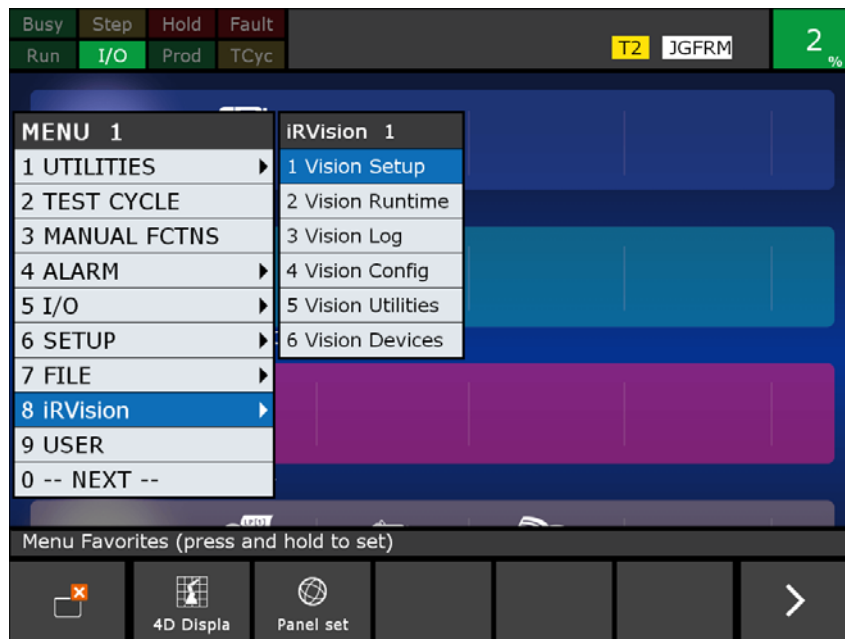 Busy Step Hold Fault
Run I/O Prod TCyc
T2 JGFRM
2 %
MENU 1
1 UTILITIES
2 TEST CYCLE
3 MANUAL FCTNS
4 ALARM
5 I/O
6 SETUP
7 FILE
8 iRVision
9 USER
0 -- NEXT --
iRVision 1
1 Vision Setup
2 Vision Runtime
3 Vision Log
4 Vision Config
5 Vision Utilities
6 Vision Devices
Menu Favorites (press and hold to set)
4D Displa
Panel set